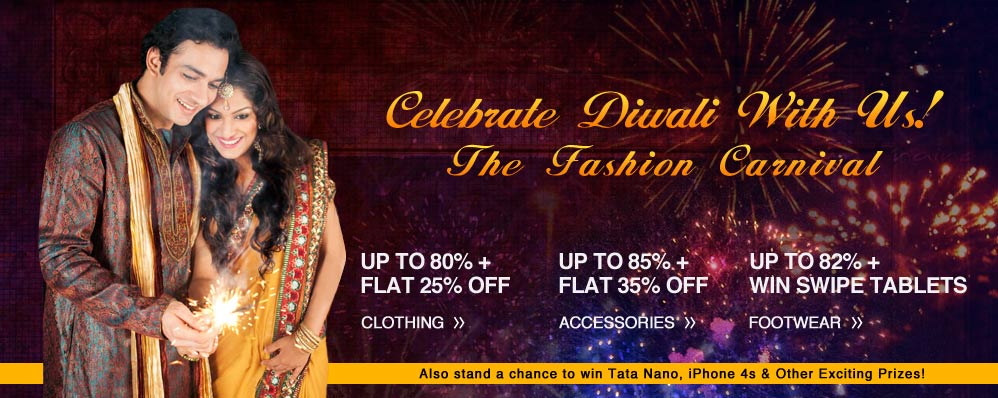 Celebrate Diwali With Us!
The Fashion Carnival
UP TO 80% +
FLAT 25% OFF
CLOTHING »
UP TO 85% +
FLAT 35% OFF
ACCESSORIES* »
UP TO 82% +
WIN SWIPE TABLETS
FOOTWEAR »
Also stand a chance to win Tata Nano, iPhone 4s & Other Exciting Prizes!